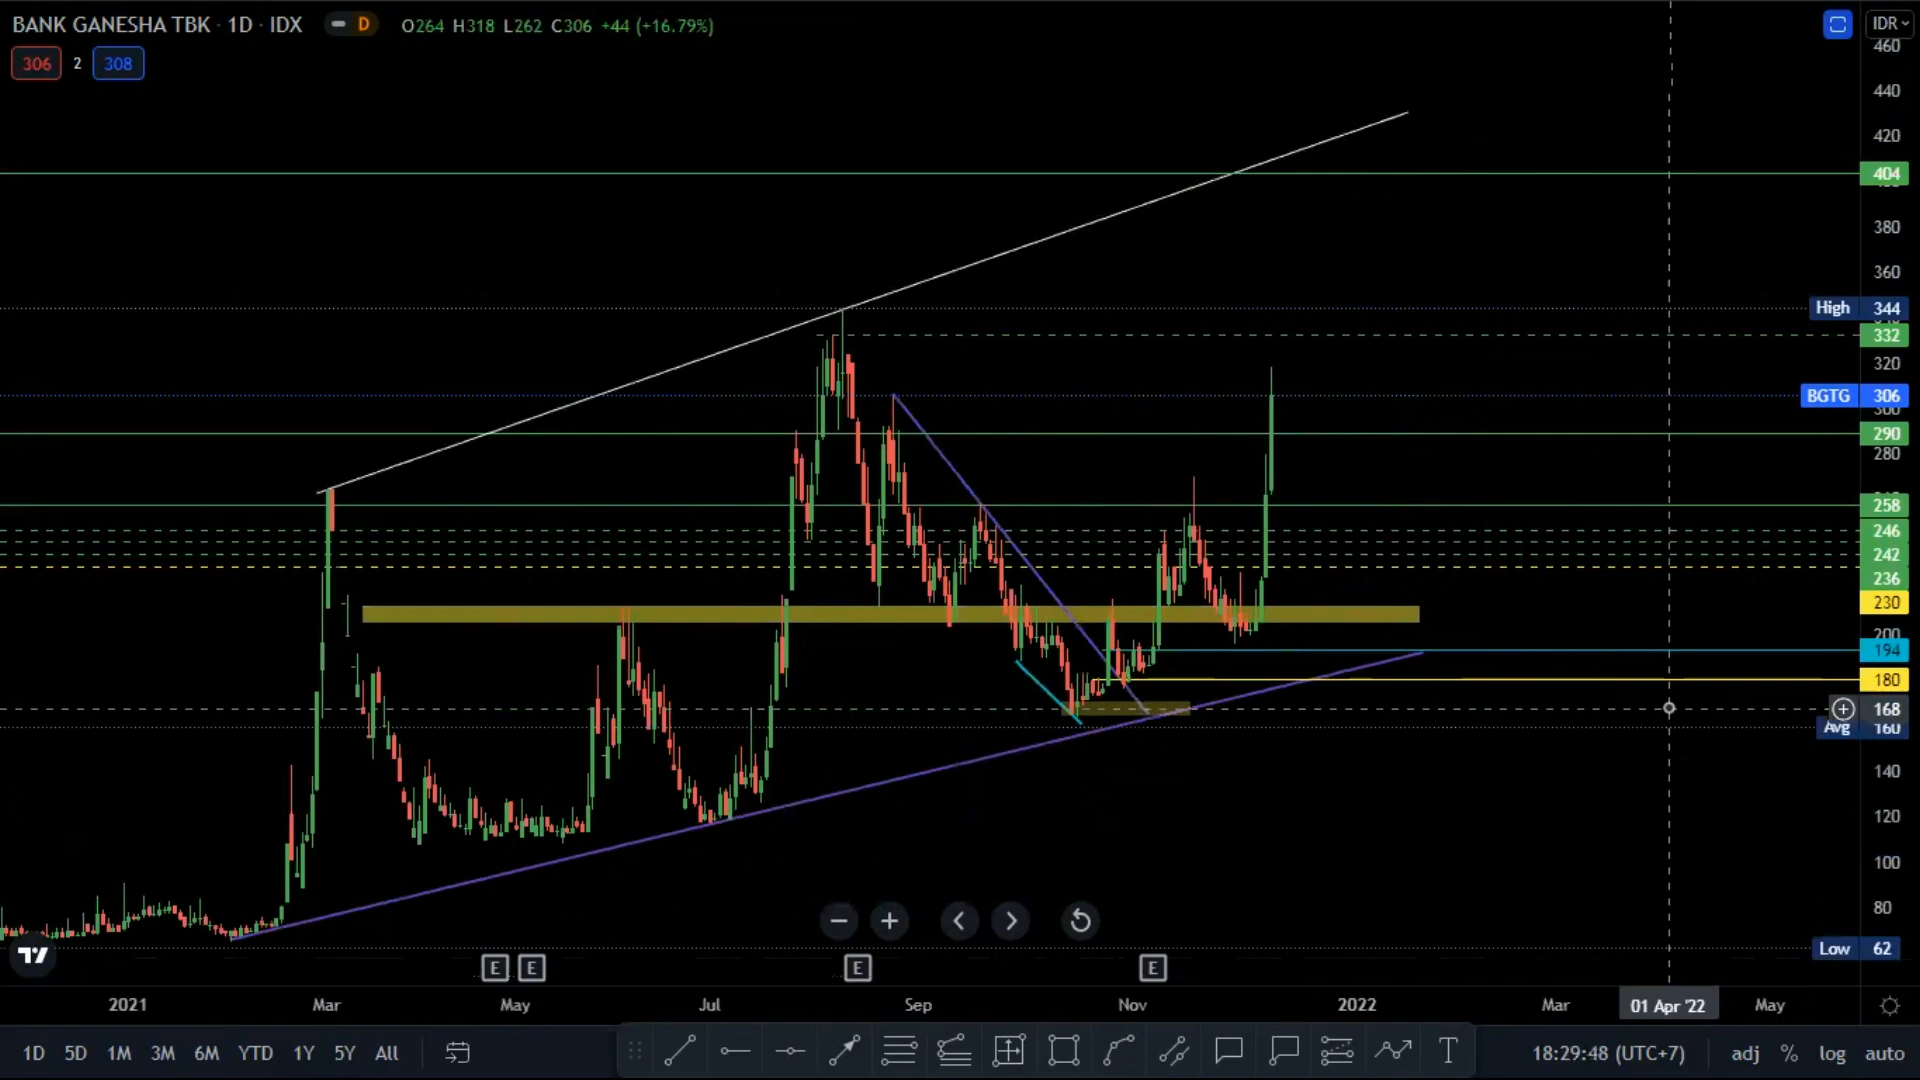 BANK GANESHA TBK · 1D · IDX D O264 H318 L262 C306 +44 (+16.79%)
306 2 308
IDR
460
440
420
404
380
360
High 344
332
320
BGTG 306
300
290
280
258
246
242
236
230
200
194
180
168
Avg 160
140
120
100
80
Low 62
E E E E
2021 Mar May Jul Sep Nov 2022 Mar 01 Apr '22 May
1D 5D 1M 3M 6M YTD 1Y 5Y All T 18:29:48 (UTC+7) adj % log auto